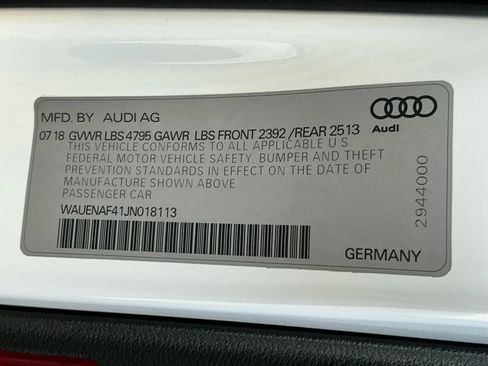 MFD. BY AUDI AG
07 18 GVWR LBS 4795 GAWR LBS FRONT 2392 /REAR 2513
Audi
THIS VEHICLE CONFORMS TO ALL APPLICABLE U.S.
FEDERAL MOTOR VEHICLE SAFETY, BUMPER AND THEFT
PREVENTION STANDARDS IN EFFECT ON THE DATE OF
MANUFACTURE SHOWN ABOVE
PASSENGER CAR
WAUENAF41JN018113
GERMANY
2944000